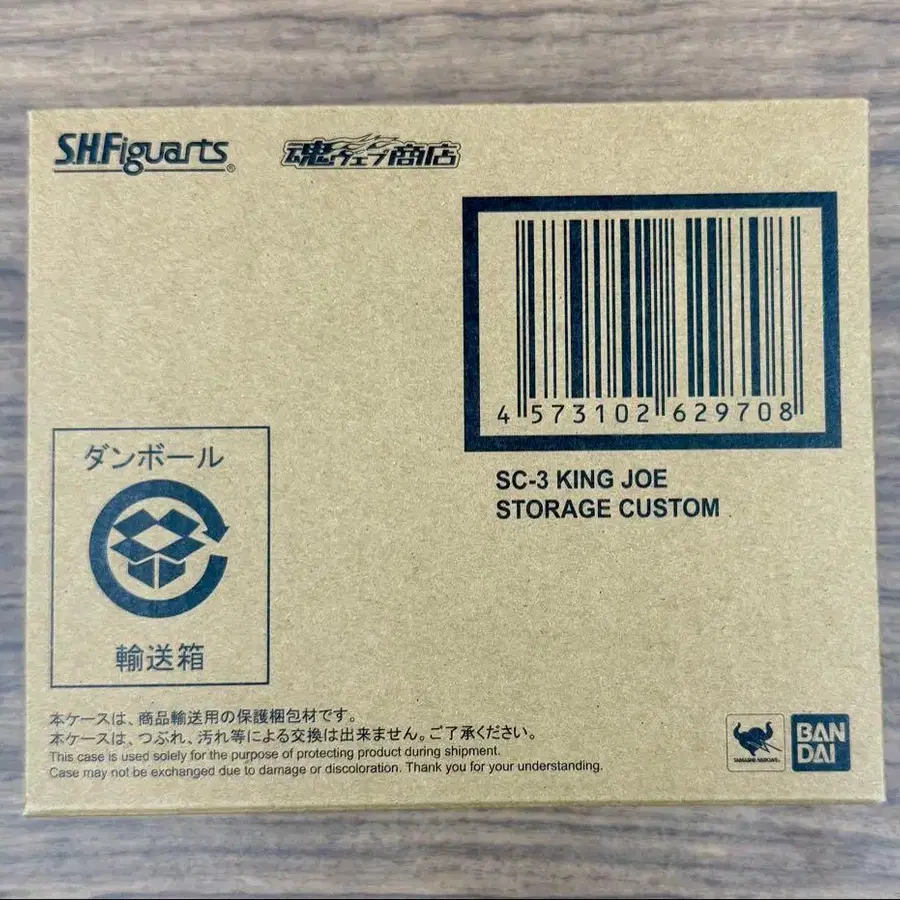 S.H.Figuarts®
魂ウェブ商店
4 573102 629708
SC-3 KING JOE
STORAGE CUSTOM
ダンボール
輸送箱
本ケースは、商品輸送用の保護梱包材です。
本ケースは、つぶれ、汚れ等による交換は出来ません。ご了承ください。
This case is used solely for the purpose of protecting product during shipment.
Case may not be exchanged due to damage or discoloration. Thank you for your understanding.
TAMASHII NATIONS
BAN
DAI